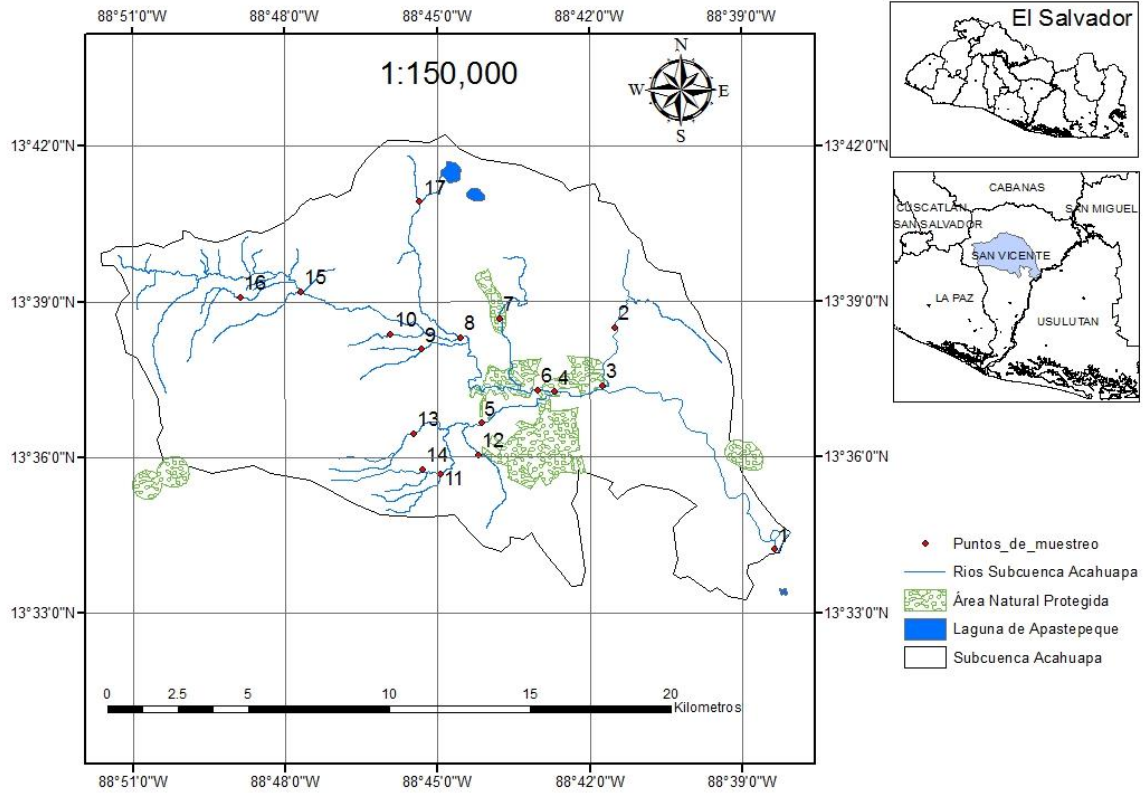 88°51'0"W 88°48'0"W 88°45'0"W 88°42'0"W 88°39'0"W
1:150,000
N
W E
S
13°42'0"N 13°42'0"N
17
16 15
13°39'0"N 13°39'0"N
7
2
10 9 8
6 4 3
5
13 12
13°36'0"N 13°36'0"N
14 11
1
13°33'0"N 13°33'0"N
0 2.5 5 10 15 20
Kilometros
88°51'0"W 88°48'0"W 88°45'0"W 88°42'0"W 88°39'0"W
El Salvador
CABANAS
CUSCATLAN
SAN MIGUEL
SAN SALVADOR
SAN VICENTE
LA PAZ
USULUTAN
Puntos_de_muestreo
Rios Subcuenca Acahuapa
Área Natural Protegida
Laguna de Apastepeque
Subcuenca Acahuapa